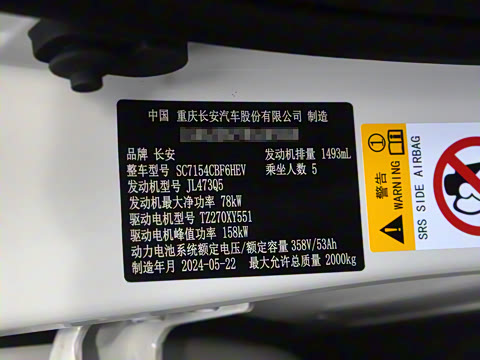 中国 重庆长安汽车股份有限公司 制造
品牌 长安 发动机排量 1493mL
整车型号 SC7154CBF6HEV 乘坐人数 5
发动机型号 JL473Q5
发动机最大净功率 78kW
驱动电机型号 TZ270XY551
驱动电机峰值功率 158kW
动力电池系统额定电压/额定容量 358V/53Ah
制造年月 2024-05-22 最大允许总质量 2000kg
警告
WARNING
SRS SIDE AIRBAG